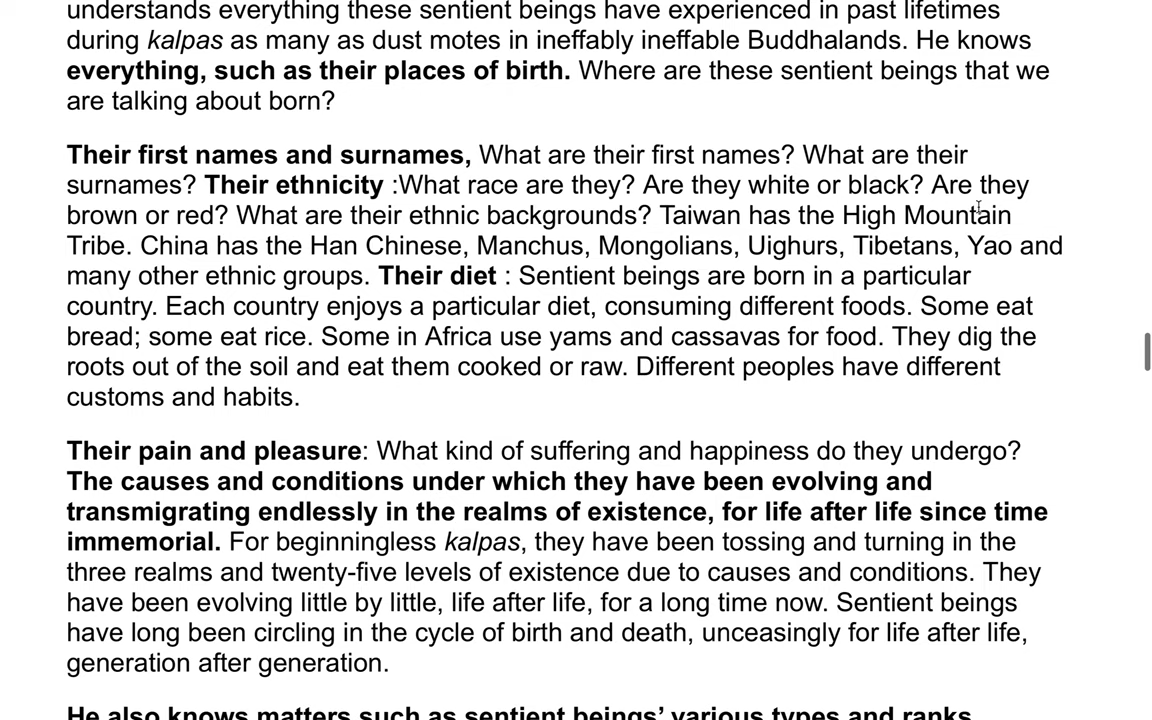 understands everything these sentient beings have experienced in past lifetimes
during kalpas as many as dust motes in ineffably ineffable Buddhalands. He knows
everything, such as their places of birth. Where are these sentient beings that we
are talking about born?
Their first names and surnames, What are their first names? What are their
surnames? Their ethnicity :What race are they? Are they white or black? Are they
brown or red? What are their ethnic backgrounds? Taiwan has the High Mountain
Tribe. China has the Han Chinese, Manchus, Mongolians, Uighurs, Tibetans, Yao and
many other ethnic groups. Their diet : Sentient beings are born in a particular
country. Each country enjoys a particular diet, consuming different foods. Some eat
bread; some eat rice. Some in Africa use yams and cassavas for food. They dig the
roots out of the soil and eat them cooked or raw. Different peoples have different
customs and habits.
Their pain and pleasure: What kind of suffering and happiness do they undergo?
The causes and conditions under which they have been evolving and
transmigrating endlessly in the realms of existence, for life after life since time
immemorial. For beginningless kalpas, they have been tossing and turning in the
three realms and twenty-five levels of existence due to causes and conditions. They
have been evolving little by little, life after life, for a long time now. Sentient beings
have long been circling in the cycle of birth and death, unceasingly for life after life,
generation after generation.
He also knows matters such as sentient beings' various types and ranks